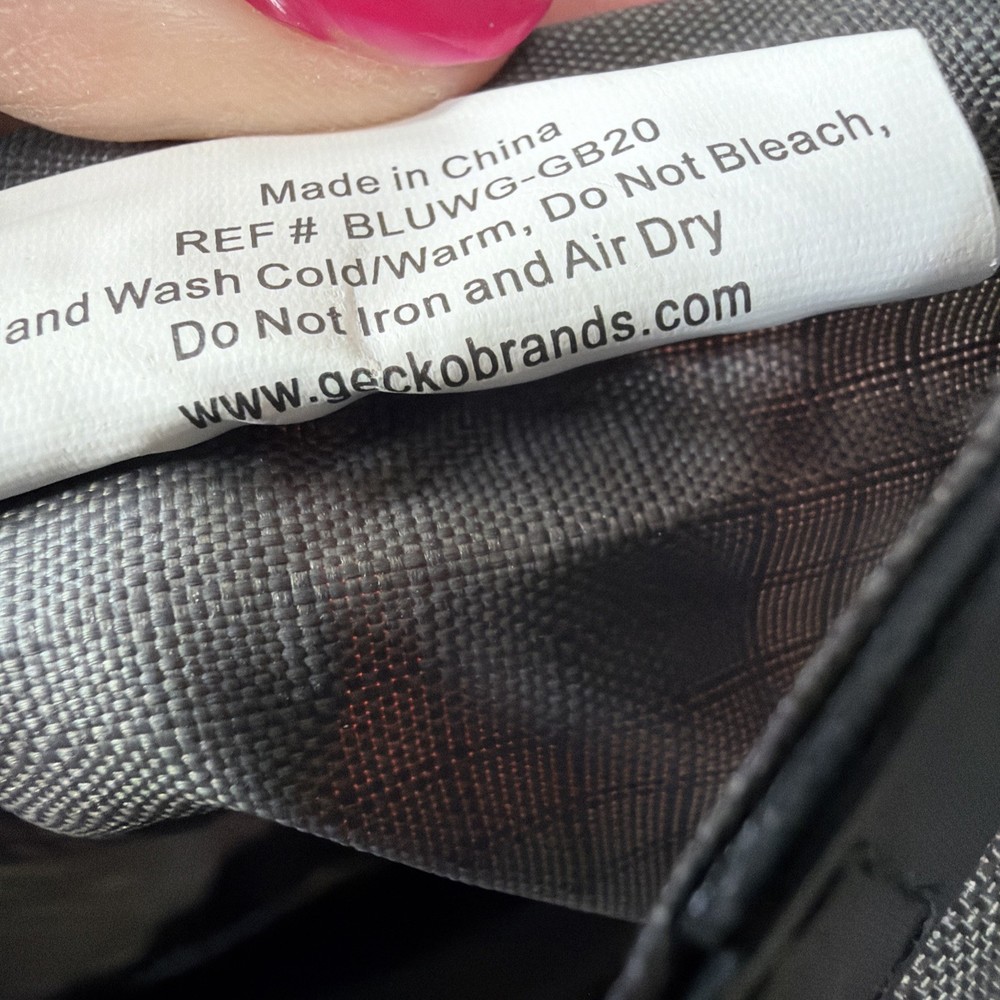 Made in China
REF # BLUWG-GB20
and Wash Cold/Warm, Do Not Bleach,
Do Not Iron and Air Dry
www.geckobrands.com